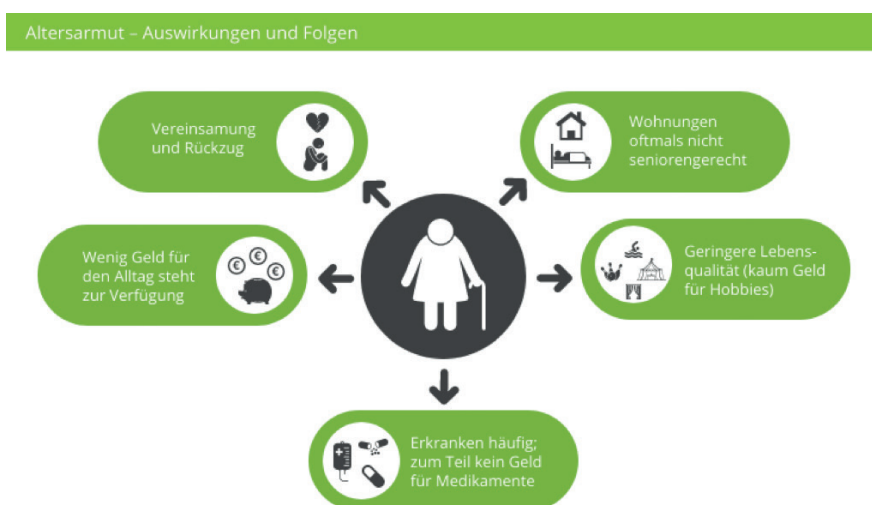 Altersarmut – Auswirkungen und Folgen
Vereinsamung
und Rückzug
Wohnungen
oftmals nicht
seniorengerecht
Wenig Geld für
den Alltag steht
zur Verfügung
€ € €
Geringere Lebens-
qualität (kaum Geld
für Hobbies)
Erkranken häufig;
zum Teil kein Geld
für Medikamente